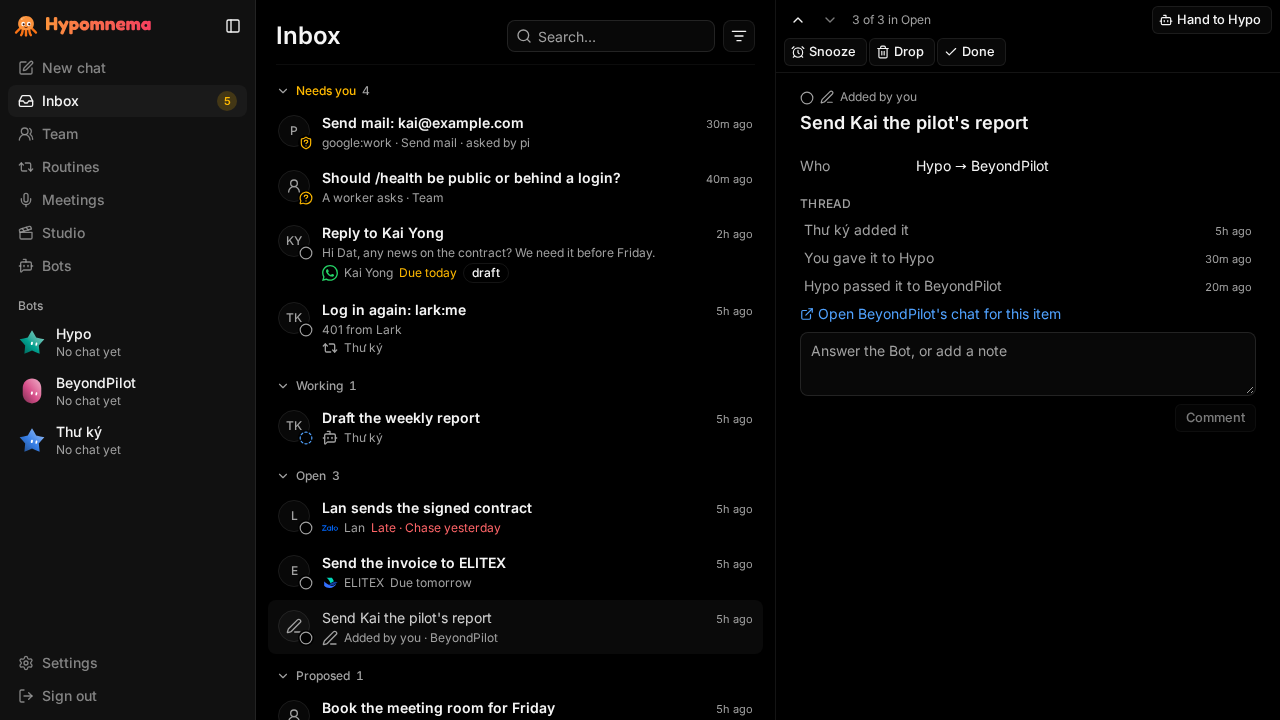 Hypomnema
New chat
Inbox
5
Team
Routines
Meetings
Studio
Bots
Bots
Hypo
No chat yet
BeyondPilot
No chat yet
Thư ký
No chat yet
Settings
Sign out
Inbox
Search...
Needs you 4
P
Send mail: kai@example.com
30m ago
google:work · Send mail · asked by pi
Should /health be public or behind a login?
40m ago
A worker asks · Team
KY
Reply to Kai Yong
2h ago
Hi Dat, any news on the contract? We need it before Friday.
Kai Yong Due today draft
TK
Log in again: lark:me
5h ago
401 from Lark
Thư ký
Working 1
TK
Draft the weekly report
5h ago
Thư ký
Open 3
L
Lan sends the signed contract
5h ago
Zalo Lan Late · Chase yesterday
E
Send the invoice to ELITEX
5h ago
ELITEX Due tomorrow
Send Kai the pilot's report
5h ago
Added by you · BeyondPilot
Proposed 1
Book the meeting room for Friday
5h ago
3 of 3 in Open
Hand to Hypo
Snooze
Drop
Done
Added by you
Send Kai the pilot's report
Who Hypo → BeyondPilot
THREAD
Thư ký added it 5h ago
You gave it to Hypo 30m ago
Hypo passed it to BeyondPilot 20m ago
Open BeyondPilot's chat for this item
Answer the Bot, or add a note
Comment